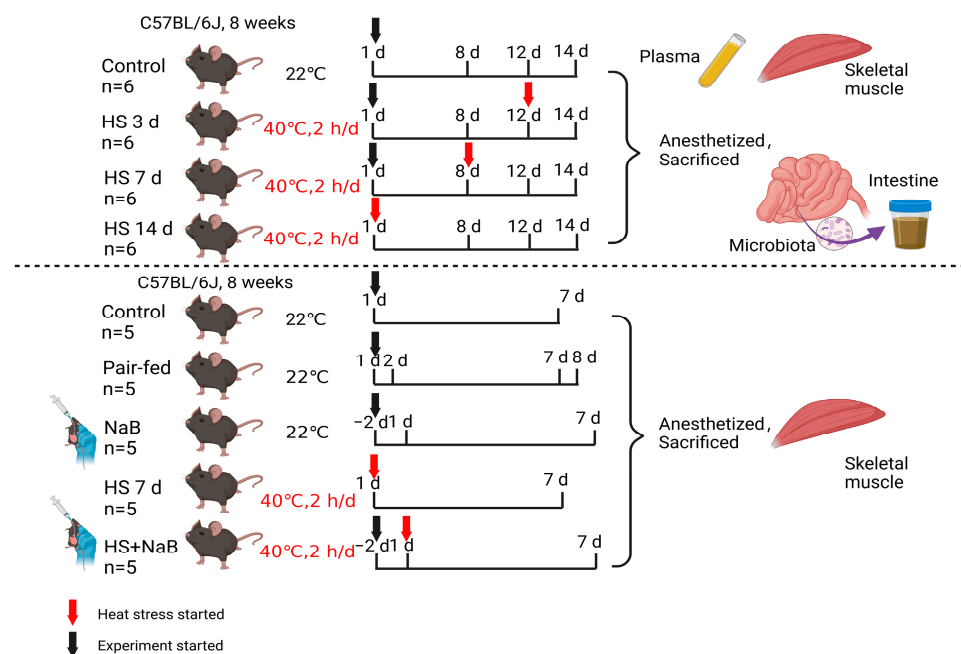 C57BL/6J, 8 weeks
Control
n=6
22℃
1 d 8 d 12 d 14 d
HS 3 d
n=6
40℃,2 h/d
1 d 8 d 12 d 14 d
HS 7 d
n=6
40℃,2 h/d
1 d 8 d 12 d 14 d
HS 14 d
n=6
40℃,2 h/d
1 d 8 d 12 d 14 d
Anesthetized,
Sacrificed
Plasma
Skeletal
muscle
Intestine
Microbiota
C57BL/6J, 8 weeks
Control
n=5
22℃
1 d 7 d
Pair-fed
n=5
22℃
1 d 2 d 7 d 8 d
NaB
n=5
22℃
−2 d 1 d 7 d
HS 7 d
n=5
40℃,2 h/d
1 d 7 d
HS+NaB
n=5
40℃,2 h/d
−2 d 1 d 7 d
Anesthetized,
Sacrificed
Skeletal
muscle
Heat stress started
Experiment started